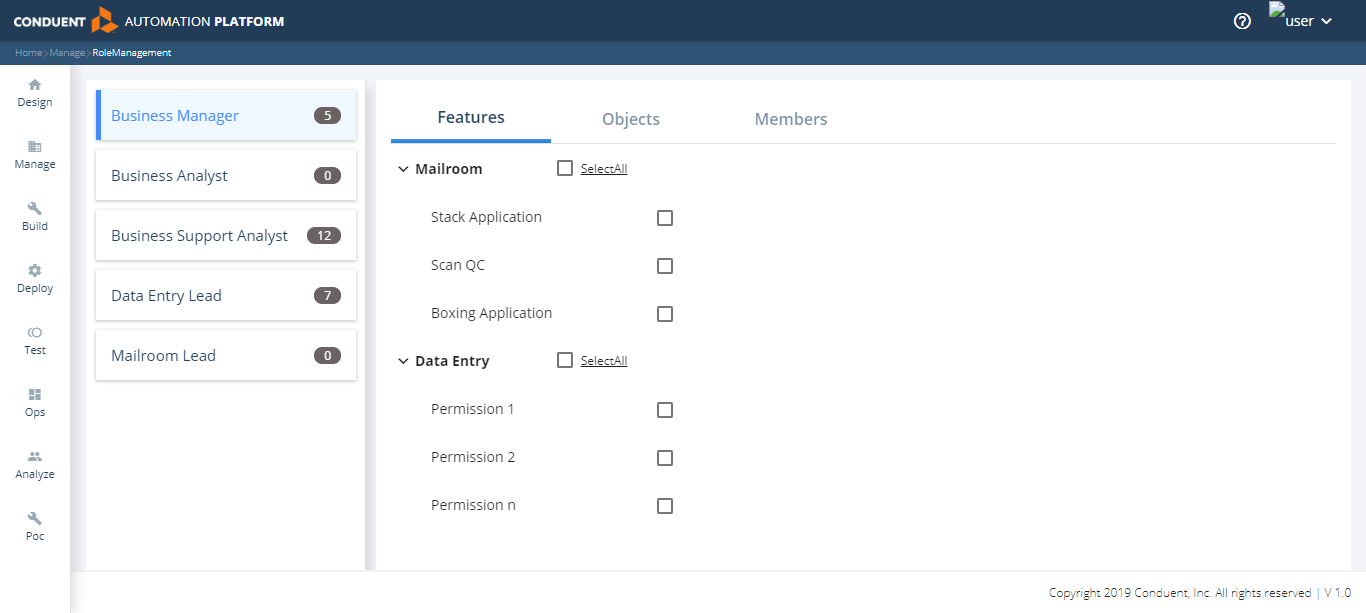 CONDUENT AUTOMATION PLATFORM
user
Home>Manage>RoleManagement
Design
Manage
Build
Deploy
Test
Ops
Analyze
Poc
Business Manager 5
Business Analyst 0
Business Support Analyst 12
Data Entry Lead 7
Mailroom Lead 0
Features Objects Members
Mailroom SelectAll
Stack Application
Scan QC
Boxing Application
Data Entry SelectAll
Permission 1
Permission 2
Permission n
Copyright 2019 Conduent, Inc. All rights reserved | V 1.0